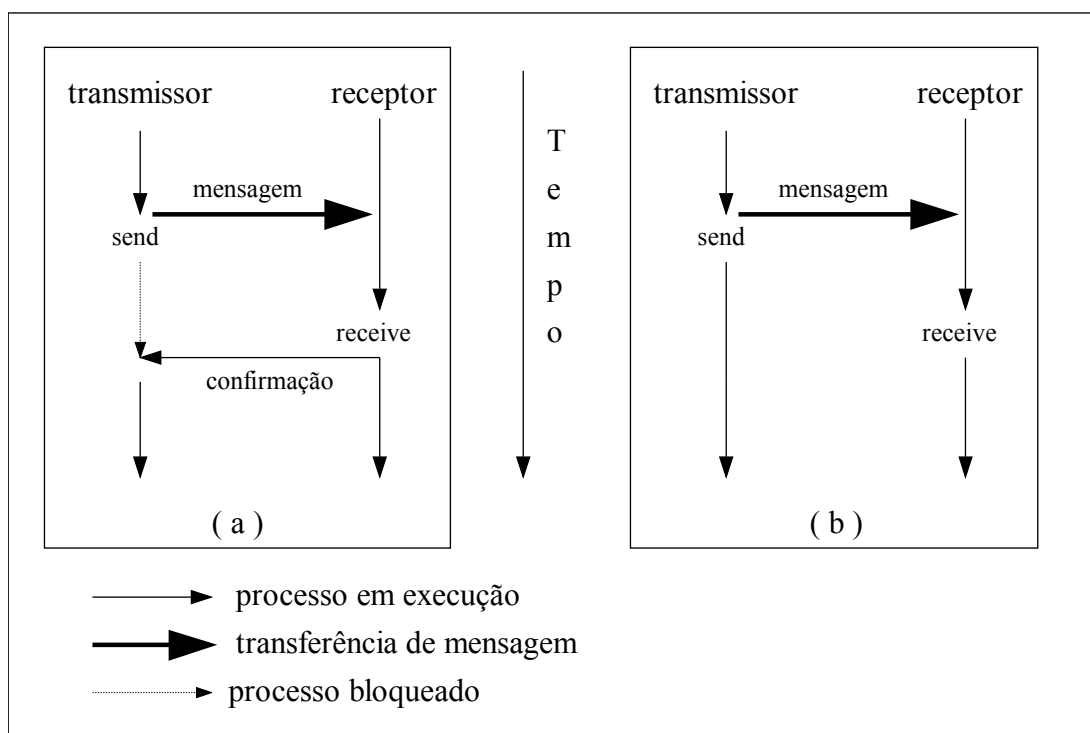 transmissor receptor
mensagem
send
receive
confirmação
( a )
T
e
m
p
o
transmissor receptor
mensagem
send
receive
( b )
processo em execução
transferência de mensagem
processo bloqueado